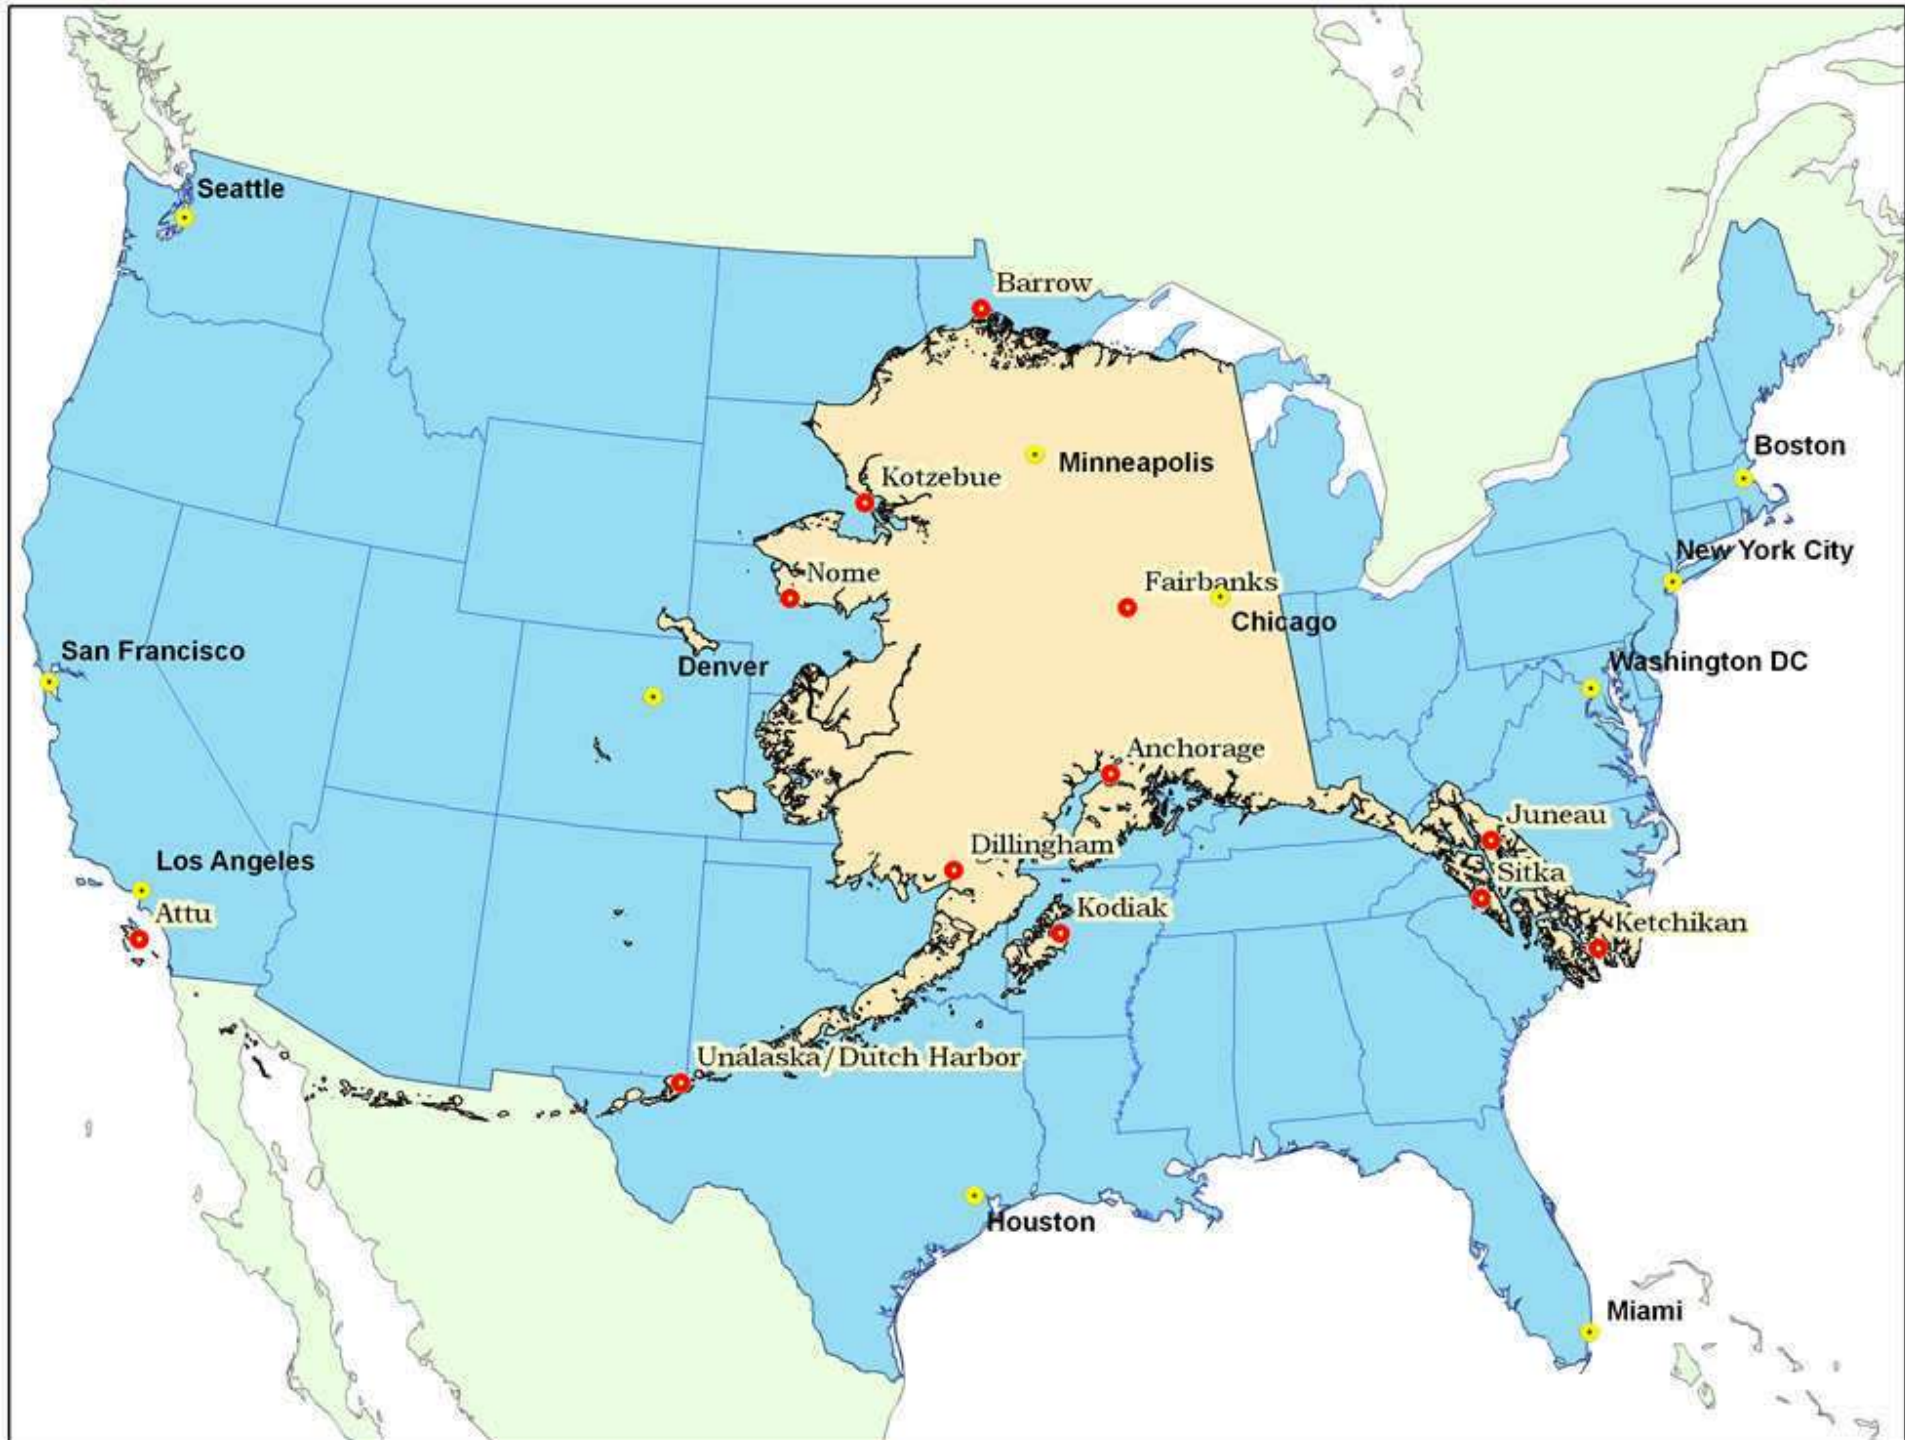 Seattle
Barrow
Boston
Minneapolis
Kotzebue
New York City
Nome
Fairbanks
Chicago
San Francisco
Denver
Washington DC
Anchorage
Juneau
Dillingham
Los Angeles
Sitka
Attu
Kodiak
Ketchikan
Unalaska/Dutch Harbor
Houston
Miami